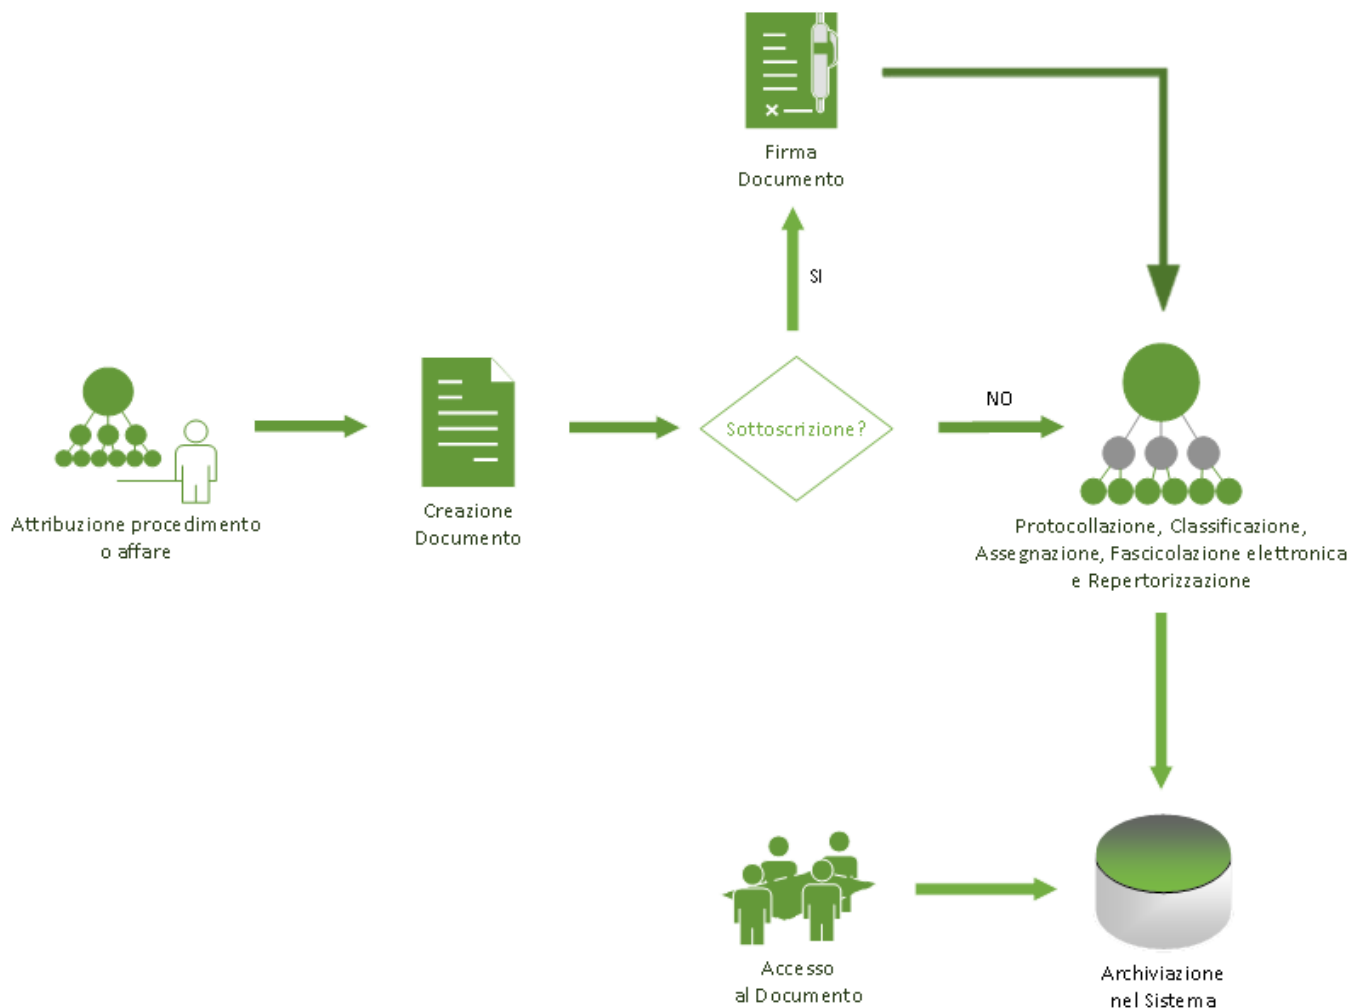 Firma
Documento
SI
Sottoscrizione?
NO
Attribuzione procedimento
o affare
Creazione
Documento
Protocollazione, Classificazione,
Assegnazione, Fascicolazione elettronica
e Repertorizzazione
Accesso
al Documento
Archiviazione
nel Sistema